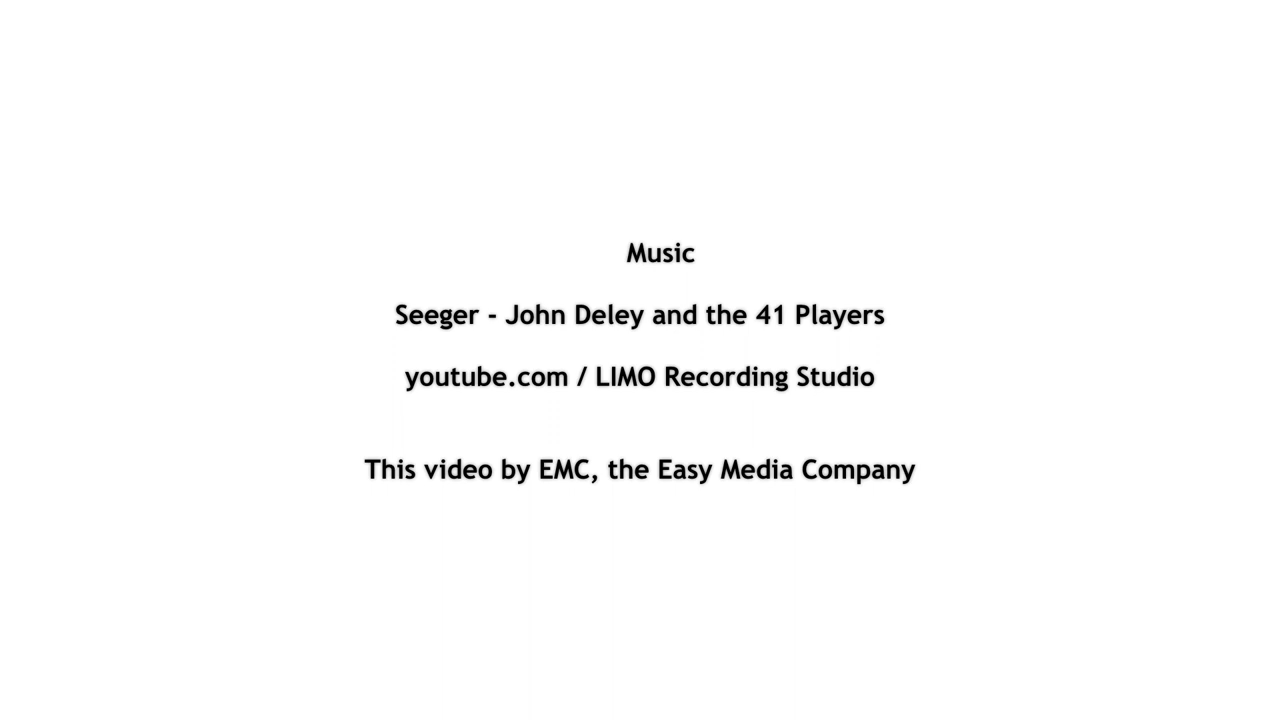 Music
Seeger - John Deley and the 41 Players
youtube.com / LIMO Recording Studio
This video by EMC, the Easy Media Company